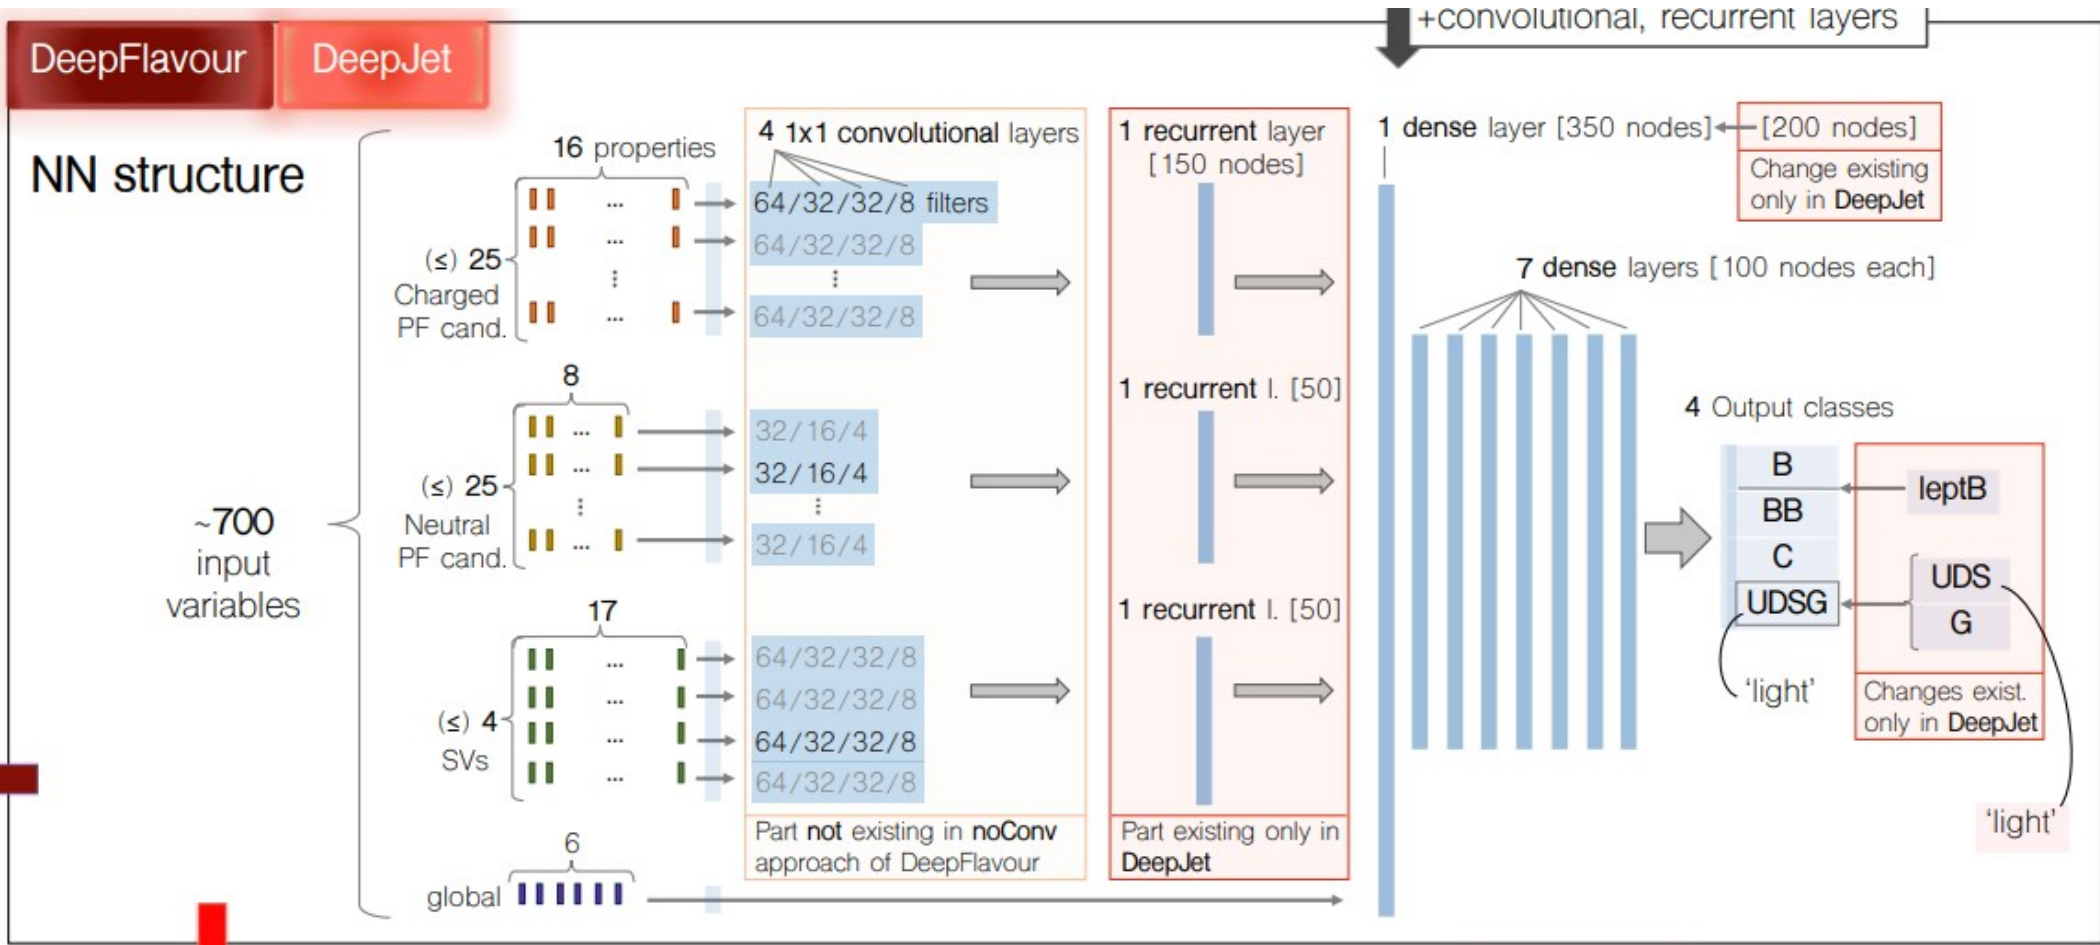 +convolutional, recurrent layers
DeepFlavour
DeepJet
NN structure
~700
input
variables
16 properties
...
...
...
(≤) 25
Charged
PF cand.
8
...
...
...
(≤) 25
Neutral
PF cand.
17
...
...
...
...
(≤) 4
SVs
6
global
4 1x1 convolutional layers
64/32/32/8 filters
64/32/32/8
64/32/32/8
32/16/4
32/16/4
32/16/4
64/32/32/8
64/32/32/8
64/32/32/8
64/32/32/8
Part not existing in noConv
approach of DeepFlavour
1 recurrent layer
[150 nodes]
1 recurrent l. [50]
1 recurrent l. [50]
Part existing only in
DeepJet
1 dense layer [350 nodes]
[200 nodes]
Change existing
only in DeepJet
7 dense layers [100 nodes each]
4 Output classes
B
BB
C
UDSG
'light'
leptB
UDS
G
Changes exist.
only in DeepJet
'light'